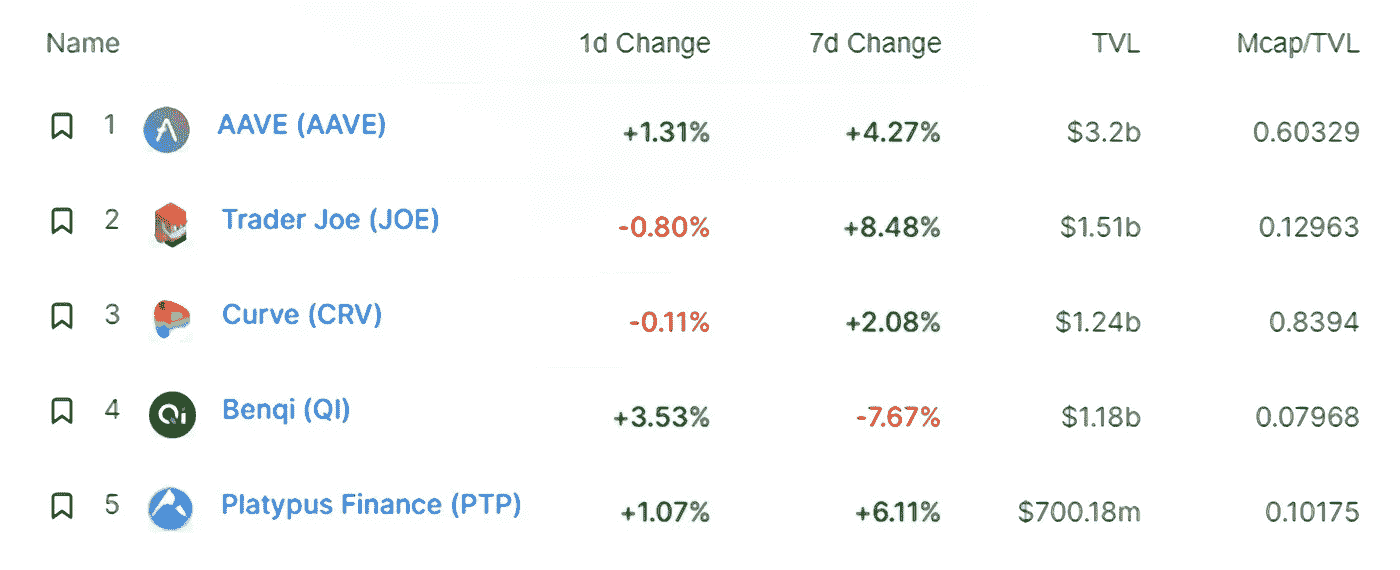 Name 1d Change 7d Change TVL Mcap/TVL
1 AAVE (AAVE) +1.31% +4.27% $3.2b 0.60329
2 Trader Joe (JOE) -0.80% +8.48% $1.51b 0.12963
3 Curve (CRV) -0.11% +2.08% $1.24b 0.8394
4 Qi Benqi (QI) +3.53% -7.67% $1.18b 0.07968
5 Platypus Finance (PTP) +1.07% +6.11% $700.18m 0.10175